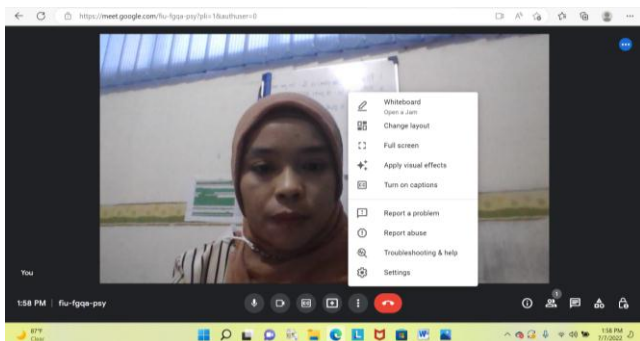 https://meet.google.com/fiu-fgqa-psy?pli=1&authuser=0
Whiteboard
Open a Jam
Change layout
Full screen
Apply visual effects
Turn on captions
Report a problem
Report abuse
Troubleshooting & help
Settings
You
1:58 PM | fiu-fgqa-psy
1
87°F
Clear
1:58 PM
7/7/2022